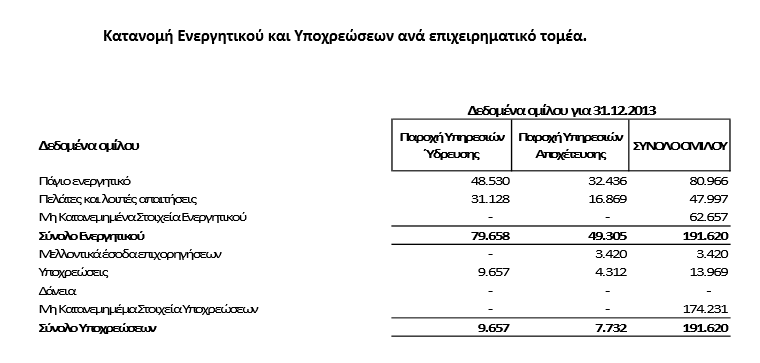 Κατανομή Ενεργητικού και Υποχρεώσεων ανά επιχειρηματικό τομέα.
Δεδομένα ομίλου για 31.12.2013
Δεδομένα ομίλου Παροχή Υπηρεσιών Ύδρευσης Παροχή Υπηρεσιών Αποχέτευσης ΣΥΝΟΛΟ ΟΜΙΛΟΥ
Πάγιο ενεργητικό 48.530 32.436 80.966
Πελάτες και λοιπές απαιτήσεις 31.128 16.869 47.997
Μη Κατανεμημένα Στοιχεία Ενεργητικού - - 62.657
Σύνολο Ενεργητικού 79.658 49.305 191.620
Μελλοντικά έσοδα επιχορηγήσεων - 3.420 3.420
Υποχρεώσεις 9.657 4.312 13.969
Δάνεια - - -
Μη Κατανεμημέμα Στοιχεία Υποχρεώσεων - - 174.231
Σύνολο Υποχρεώσεων 9.657 7.732 191.620